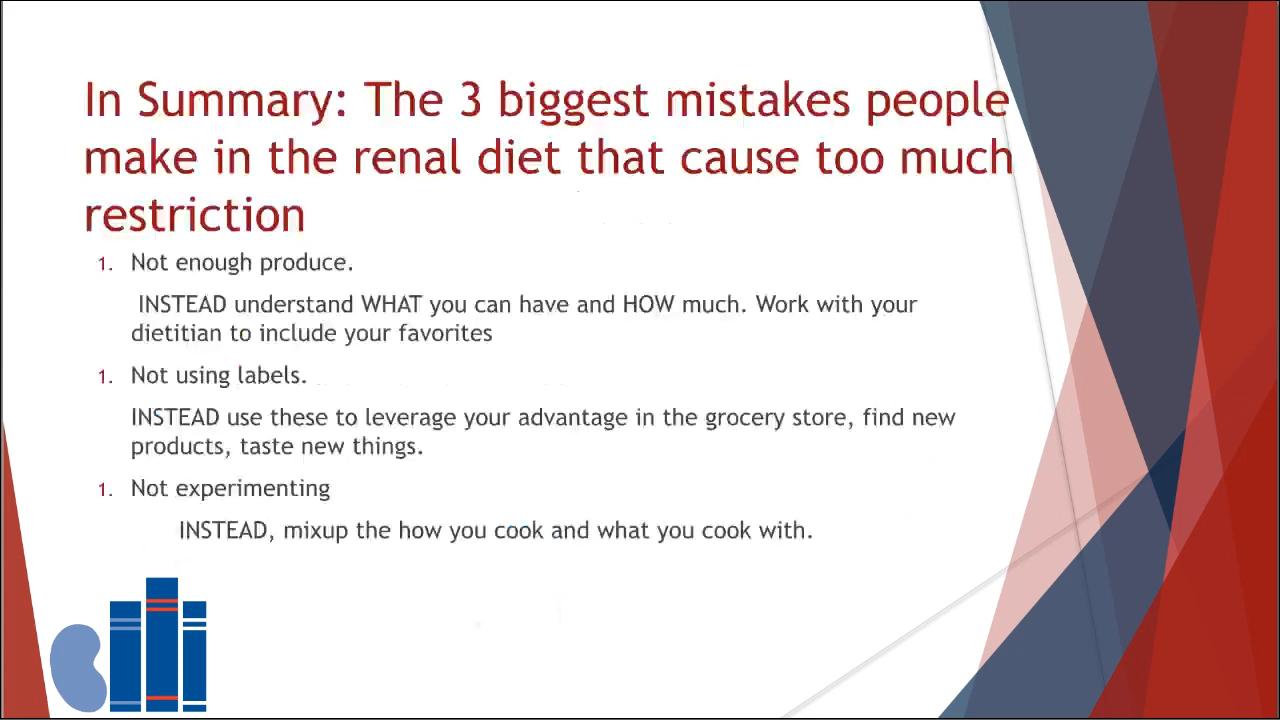 In Summary: The 3 biggest mistakes people
make in the renal diet that cause too much
restriction
1. Not enough produce.
INSTEAD understand WHAT you can have and HOW much. Work with your
dietitian to include your favorites
1. Not using labels.
INSTEAD use these to leverage your advantage in the grocery store, find new
products, taste new things.
1. Not experimenting
INSTEAD, mixup the how you cook and what you cook with.